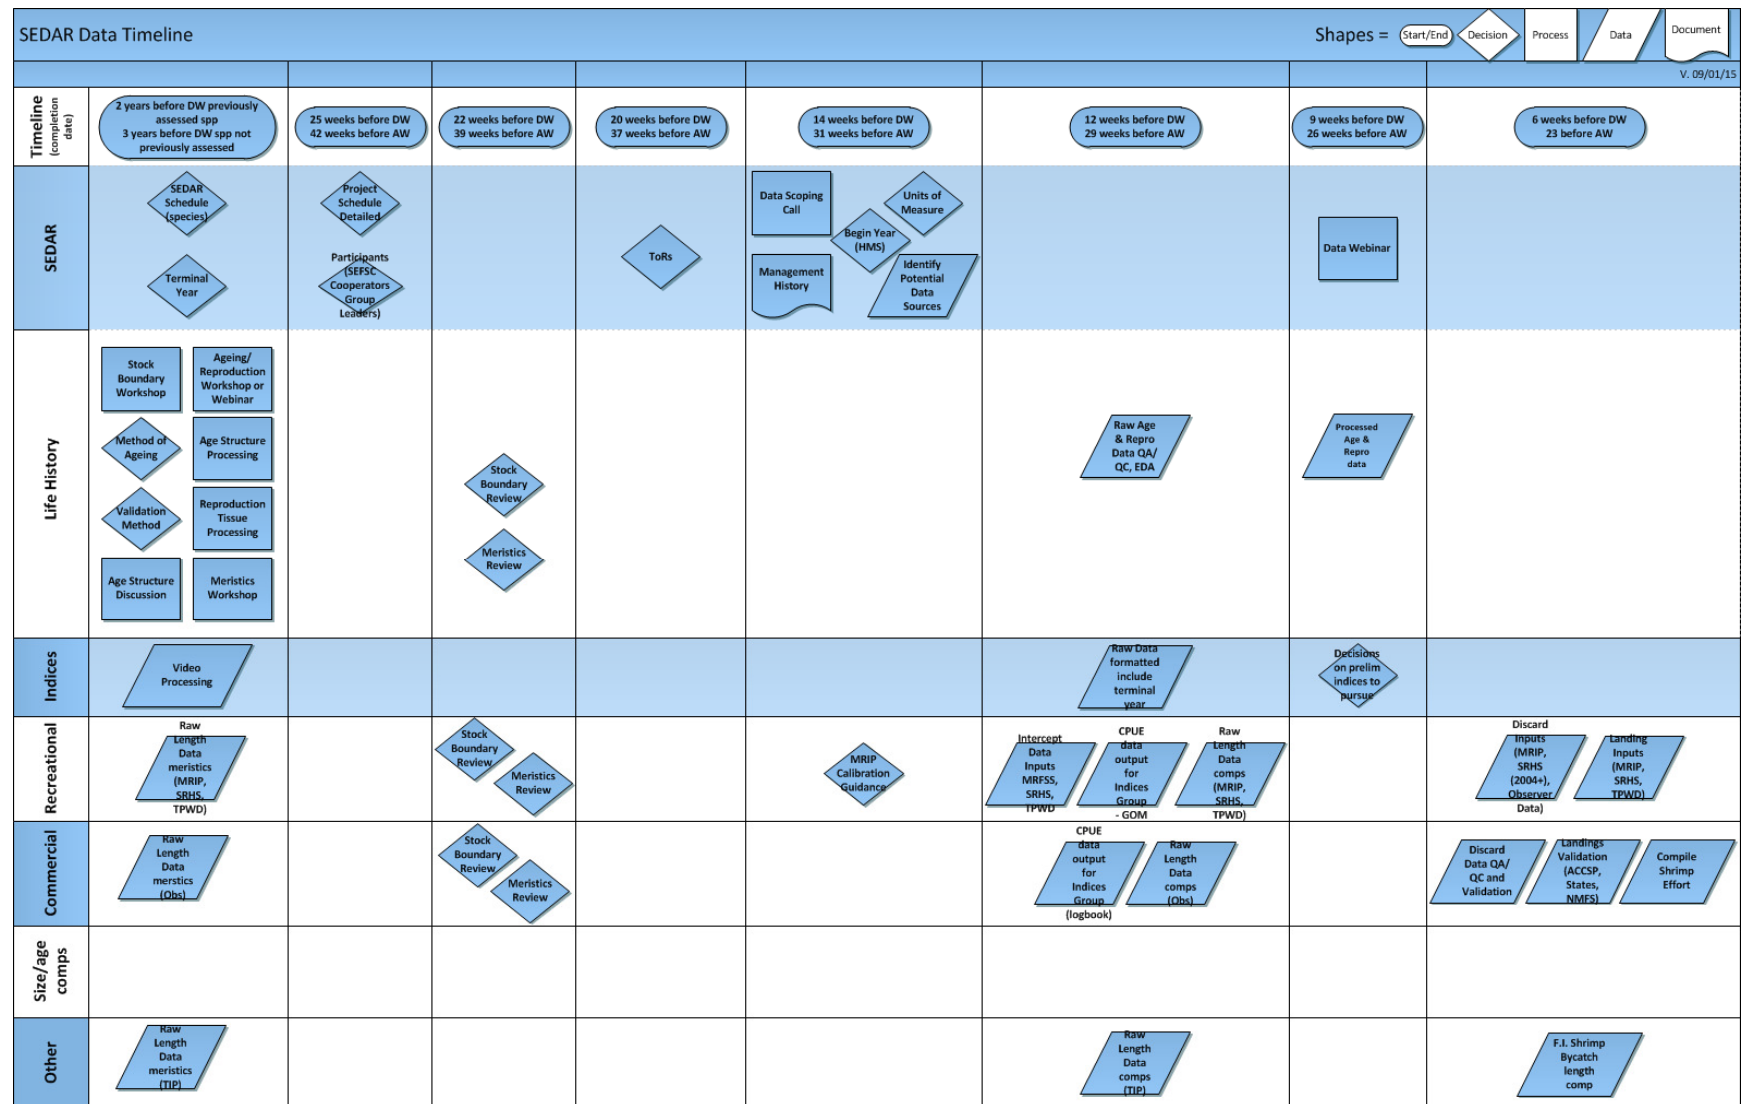 SEDAR Data Timeline
Shapes =
Start/End
Decision
Process
Data
Document
V. 09/01/15
Timeline
(completion
date)
2 years before DW previously
assessed spp
3 years before DW spp not
previously assessed
25 weeks before DW
42 weeks before AW
22 weeks before DW
39 weeks before AW
20 weeks before DW
37 weeks before AW
14 weeks before DW
31 weeks before AW
12 weeks before DW
29 weeks before AW
9 weeks before DW
26 weeks before AW
6 weeks before DW
23 before AW
SEDAR
SEDAR
Schedule
(species)
Terminal
Year
Project
Schedule
Detailed
Participants
(SEFSC
Cooperators
Group
Leaders)
ToRs
Data Scoping
Call
Units of
Measure
Begin Year
(HMS)
Management
History
Identify
Potential
Data
Sources
Data Webinar
Life History
Stock
Boundary
Workshop
Ageing/
Reproduction
Workshop or
Webinar
Method of
Ageing
Age Structure
Processing
Validation
Method
Reproduction
Tissue
Processing
Age Structure
Discussion
Meristics
Workshop
Stock
Boundary
Review
Meristics
Review
Raw Age
& Repro
Data QA/
QC, EDA
Processed
Age &
Repro
data
Indices
Video
Processing
Raw Data
formatted
include
terminal
year
Decisions
on prelim
indices to
pursue
Recreational
Raw
Length
Data
meristics
(MRIP,
SRHS,
TPWD)
Stock
Boundary
Review
Meristics
Review
MRIP
Calibration
Guidance
Intercept
Data
Inputs
MRFSS,
SRHS,
TPWD
CPUE
data
output
for
Indices
Group
- GOM
Raw
Length
Data
comps
(MRIP,
SRHS,
TPWD)
Discard
Inputs
(MRIP,
SRHS
(2004+),
Observer
Data)
Landing
Inputs
(MRIP,
SRHS,
TPWD)
Commercial
Raw
Length
Data
merstics
(Obs)
Stock
Boundary
Review
Meristics
Review
CPUE
data
output
for
Indices
Group
(logbook)
Raw
Length
Data
comps
(Obs)
Discard
Data QA/
QC and
Validation
Landings
Validation
(ACCSP,
States,
NMFS)
Compile
Shrimp
Effort
Size/age
comps
Other
Raw
Length
Data
meristics
(TIP)
Raw
Length
Data
comps
(TIP)
F.I. Shrimp
Bycatch
length
comp